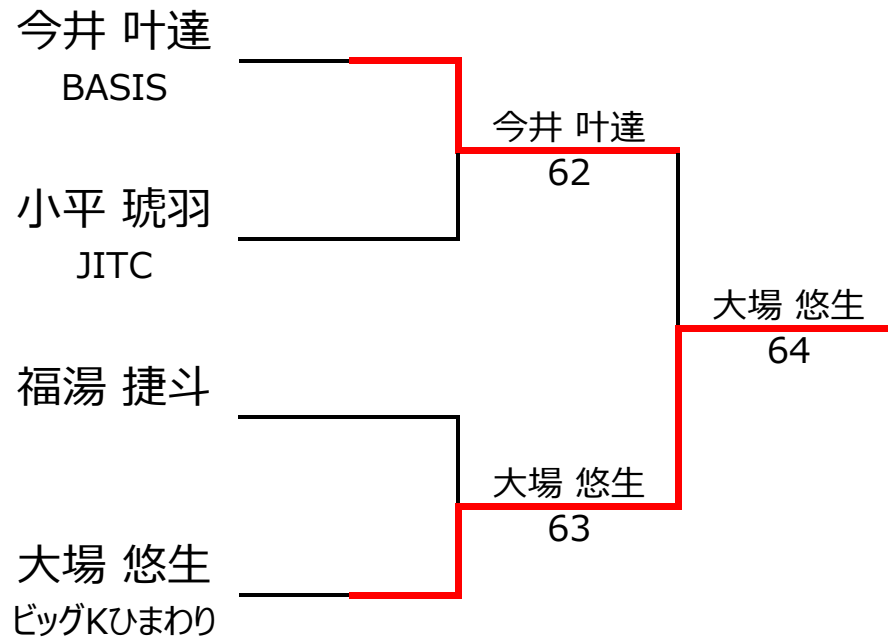 今井 叶達
BASIS
今井 叶達
62
小平 琥羽
JITC
大場 悠生
64
福湯 捷斗
大場 悠生
63
大場 悠生
ビッグKひまわり